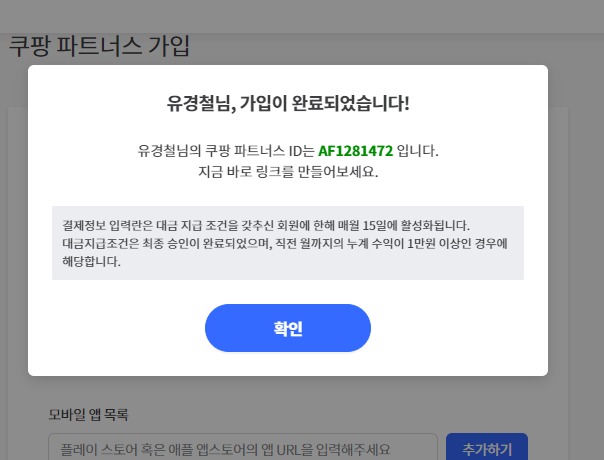 쿠팡 파트너스 가입
유경철님, 가입이 완료되었습니다!
유경철님의 쿠팡 파트너스 ID는 AF1281472 입니다.
지금 바로 링크를 만들어보세요.
결제정보 입력란은 대금 지급 조건을 갖추신 회원에 한해 매월 15일에 활성화됩니다.
대금지급조건은 최종 승인이 완료되었으며, 직전 월까지의 누계 수익이 1만원 이상인 경우에
해당합니다.
확인
모바일 앱 목록
플레이 스토어 혹은 애플 앱스토어의 앱 URL을 입력해주세요
추가하기